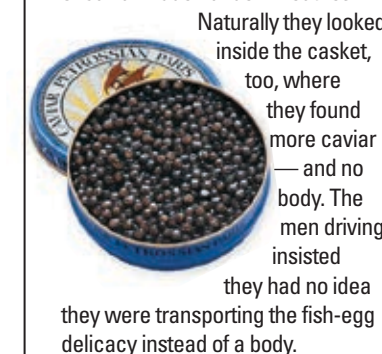 Naturally they looked
inside the casket,
too, where
they found
more caviar
— and no
body. The
men driving
insisted
they had no idea
they were transporting the fish-egg
delicacy instead of a body.
CAVIAR PETROSSIAN PARIS